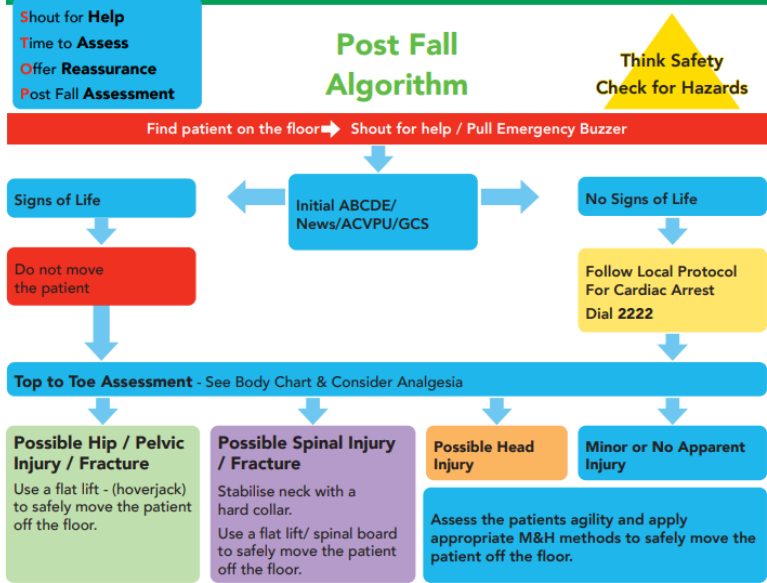 Shout for Help
Time to Assess
Offer Reassurance
Post Fall Assessment
Post Fall
Algorithm
Think Safety
Check for Hazards
Find patient on the floor Shout for help / Pull Emergency Buzzer
Signs of Life
Initial ABCDE/
News/ACVPU/GCS
No Signs of Life
Do not move
the patient
Follow Local Protocol
For Cardiac Arrest
Dial 2222
Top to Toe Assessment - See Body Chart & Consider Analgesia
Possible Hip / Pelvic
Injury / Fracture
Use a flat lift - (hoverjack)
to safely move the patient
off the floor.
Possible Spinal Injury
/ Fracture
Stabilise neck with a
hard collar.
Use a flat lift/ spinal board
to safely move the patient
off the floor.
Possible Head
Injury
Minor or No Apparent
Injury
Assess the patients agility and apply
appropriate M&H methods to safely move the
patient off the floor.